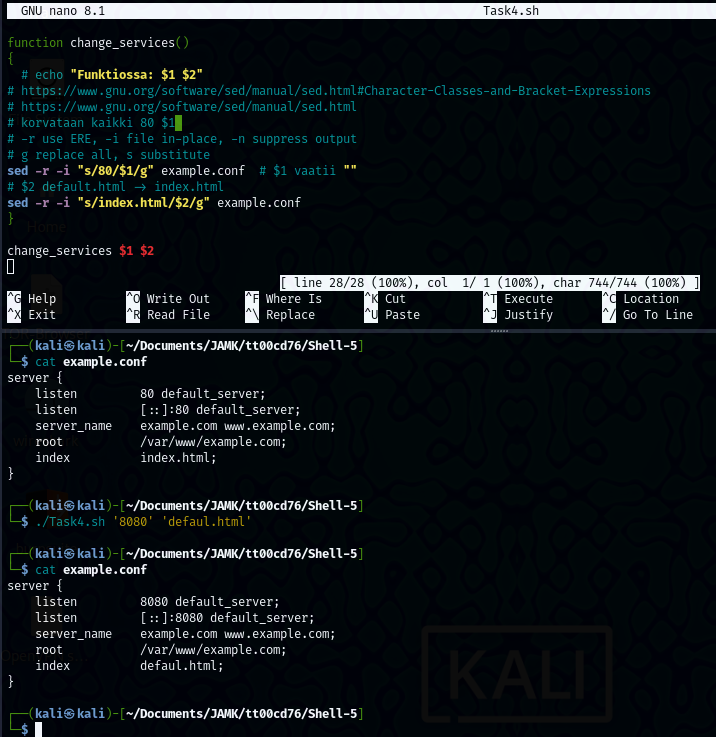 GNU nano 8.1 Task4.sh
function change_services()
{
# echo "Funktiossa: $1 $2"
# https://www.gnu.org/software/sed/manual/sed.html#Character-Classes-and-Bracket-Expressions
# https://www.gnu.org/software/sed/manual/sed.html
# korvataan kaikki 80 $1
# -r use ERE, -i file in-place, -n suppress output
# g replace all, s substitute
sed -r -i "s/80/$1/g" example.conf # $1 vaatii ""
# $2 default.html -> index.html
sed -r -i "s/index.html/$2/g" example.conf
}
change_services $1 $2
[ line 28/28 (100%), col 1/ 1 (100%), char 744/744 (100%) ]
^G Help ^O Write Out ^F Where Is ^K Cut ^T Execute ^C Location
^X Exit ^R Read File ^\ Replace ^U Paste ^J Justify ^/ Go To Line
┌──(kali㉿kali)-[~/Documents/JAMK/tt00cd76/Shell-5]
└─$ cat example.conf
server {
listen 80 default_server;
listen [::]:80 default_server;
server_name example.com www.example.com;
root /var/www/example.com;
index index.html;
}
┌──(kali㉿kali)-[~/Documents/JAMK/tt00cd76/Shell-5]
└─$ ./Task4.sh '8080' 'defaul.html'
┌──(kali㉿kali)-[~/Documents/JAMK/tt00cd76/Shell-5]
└─$ cat example.conf
server {
listen 8080 default_server;
listen [::]:8080 default_server;
server_name example.com www.example.com;
root /var/www/example.com;
index defaul.html;
}
┌──(kali㉿kali)-[~/Documents/JAMK/tt00cd76/Shell-5]
└─$
KALI
Home